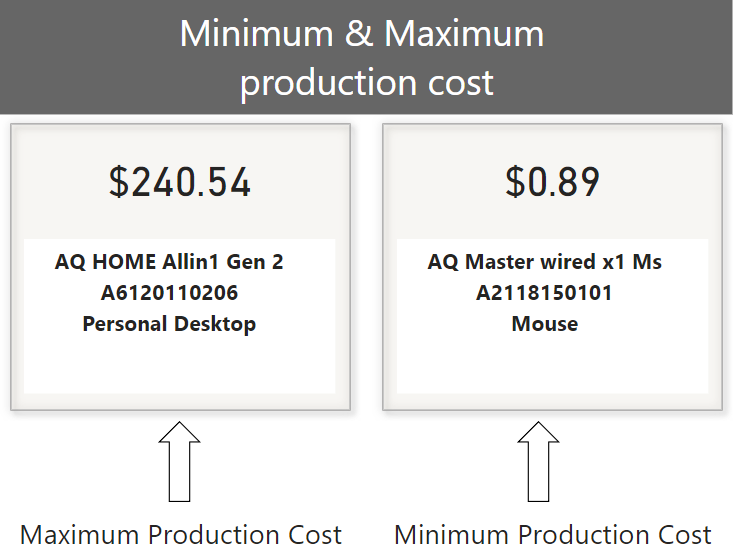 Minimum & Maximum
production cost
$240.54
AQ HOME Allin1 Gen 2
A6120110206
Personal Desktop
$0.89
AQ Master wired x1 Ms
A2118150101
Mouse
Maximum Production Cost
Minimum Production Cost